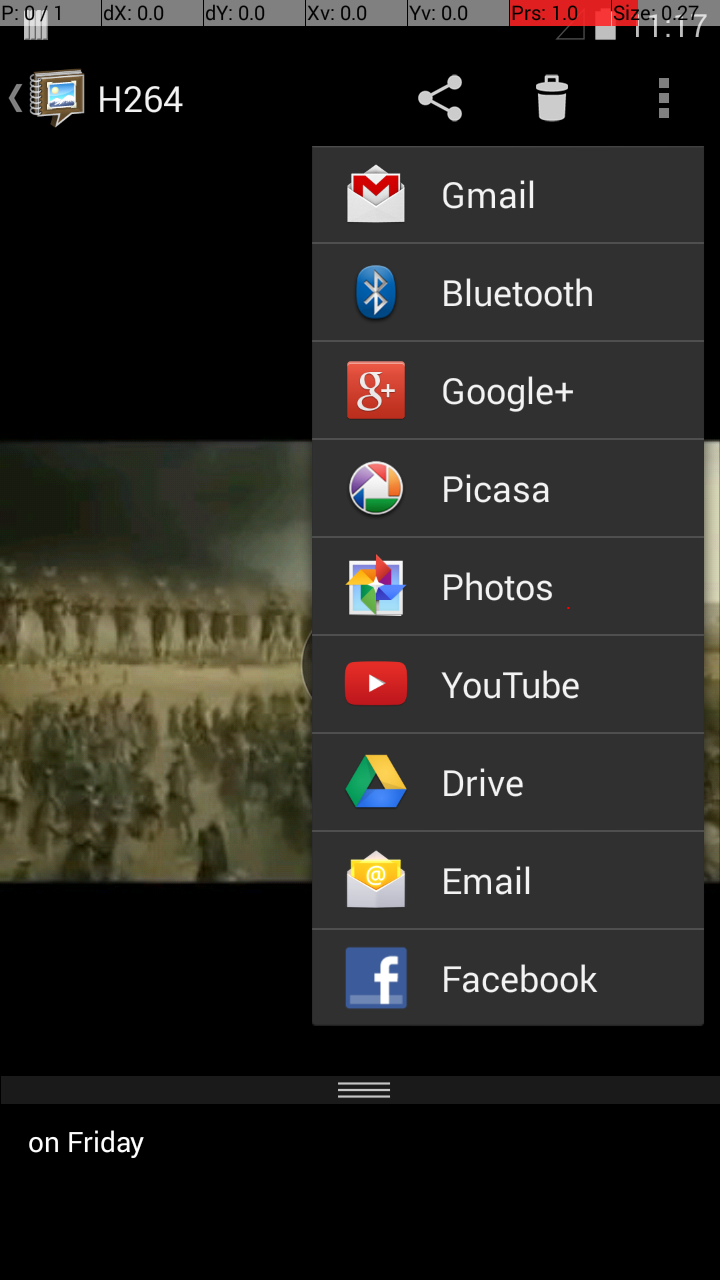 P: 0 / 1 dX: 0.0 dY: 0.0 Xv: 0.0 Yv: 0.0 Prs: 1.0 Size: 0.27
11:17
H264
Gmail
Bluetooth
g+ Google+
Picasa
Photos
YouTube
Drive
@ Email
f Facebook
on Friday